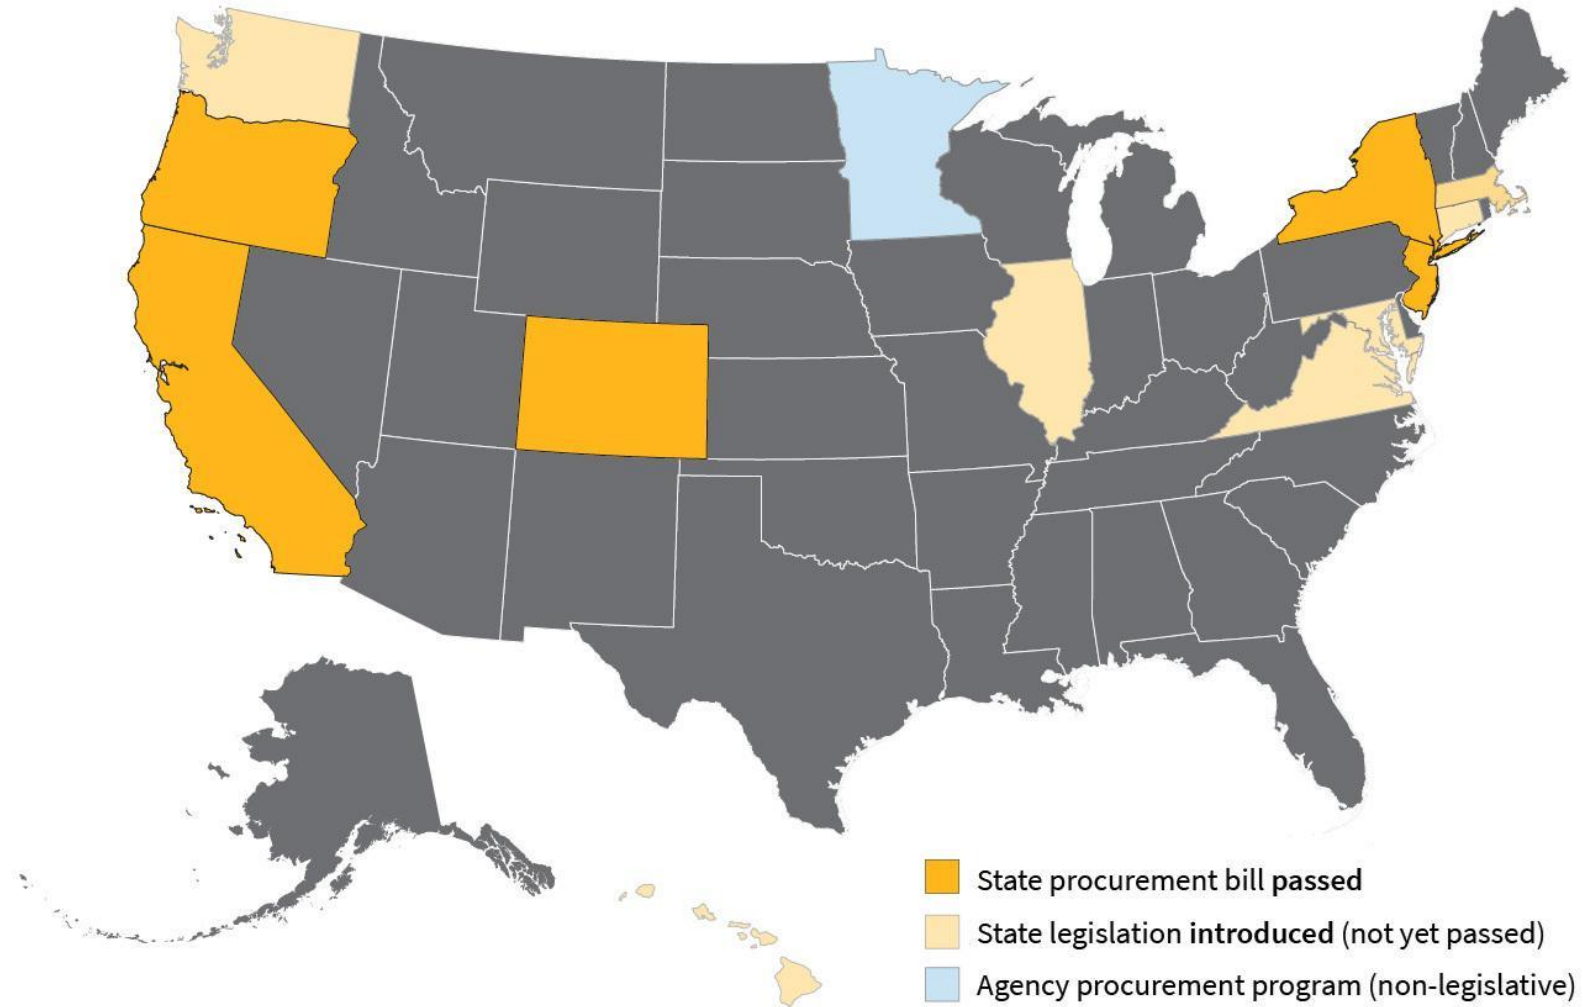 State procurement bill passed
State legislation introduced (not yet passed)
Agency procurement program (non-legislative)